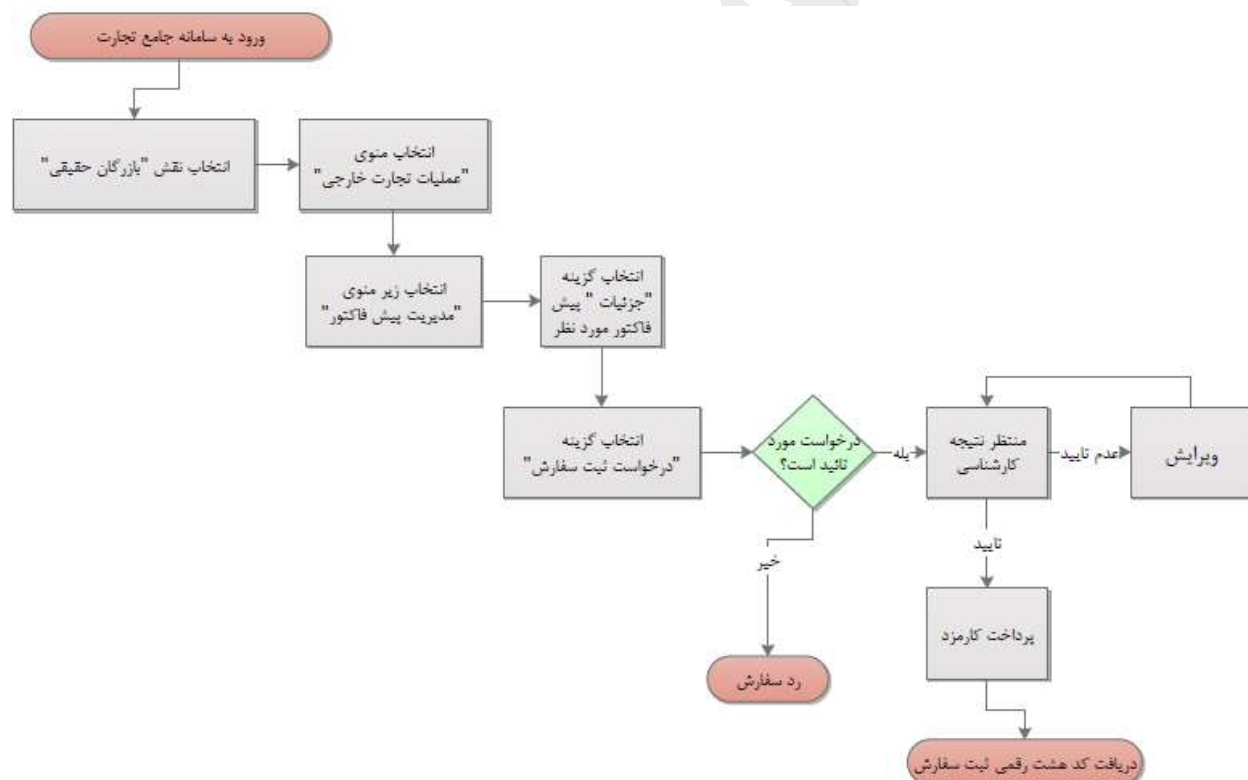 ورود به سامانه جامع تجارت
انتخاب نقش "بازرگان حقیقی"
انتخاب منوی
"عملیات تجارت خارجی"
انتخاب زیر منوی
"مدیریت پیش فاکتور"
انتخاب گزینه
"جزئیات " پیش
فاکتور مورد نظر
انتخاب گزینه
"درخواست ثبت سفارش"
درخواست مورد
تائید است؟
بله
خیر
رد سفارش
منتظر نتیجه
کارشناسی
عدم تایید
ویرایش
تایید
پرداخت کارمزد
دریافت کد هشت رقمی ثبت سفارش